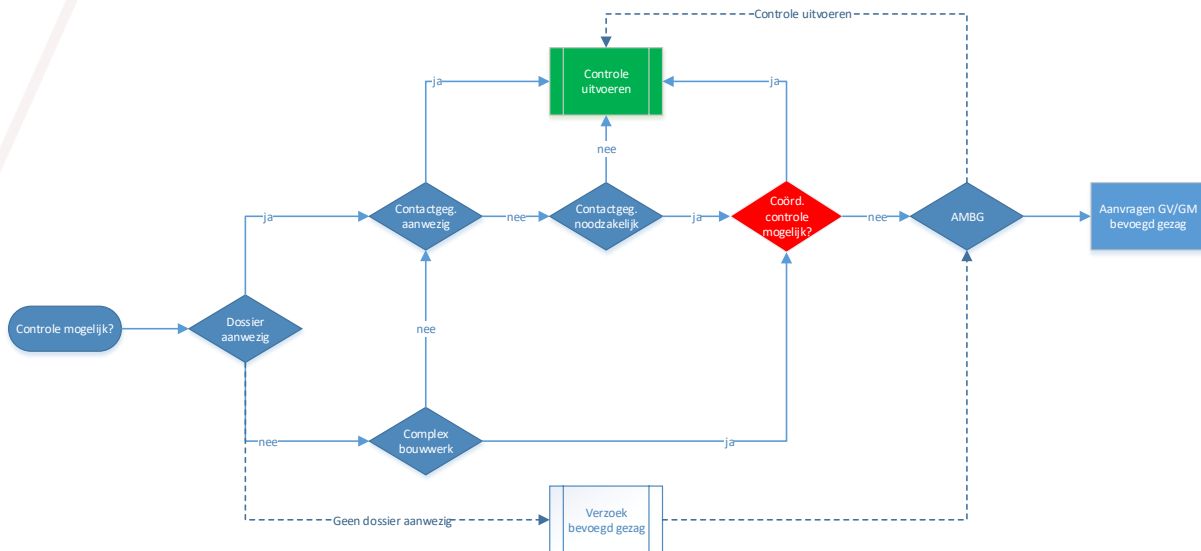 Controle uitvoeren
Controle
uitvoeren
ja
ja
nee
Contactgeg.
aanwezig
Contactgeg.
noodzakelijk
Coörd.
controle
mogelijk?
AMBG
Aanvragen GV/GM
bevoegd gezag
ja
nee
ja
nee
Controle mogelijk?
Dossier
aanwezig
nee
nee
Complex
bouwwerk
ja
Geen dossier aanwezig
Verzoek
bevoegd gezag